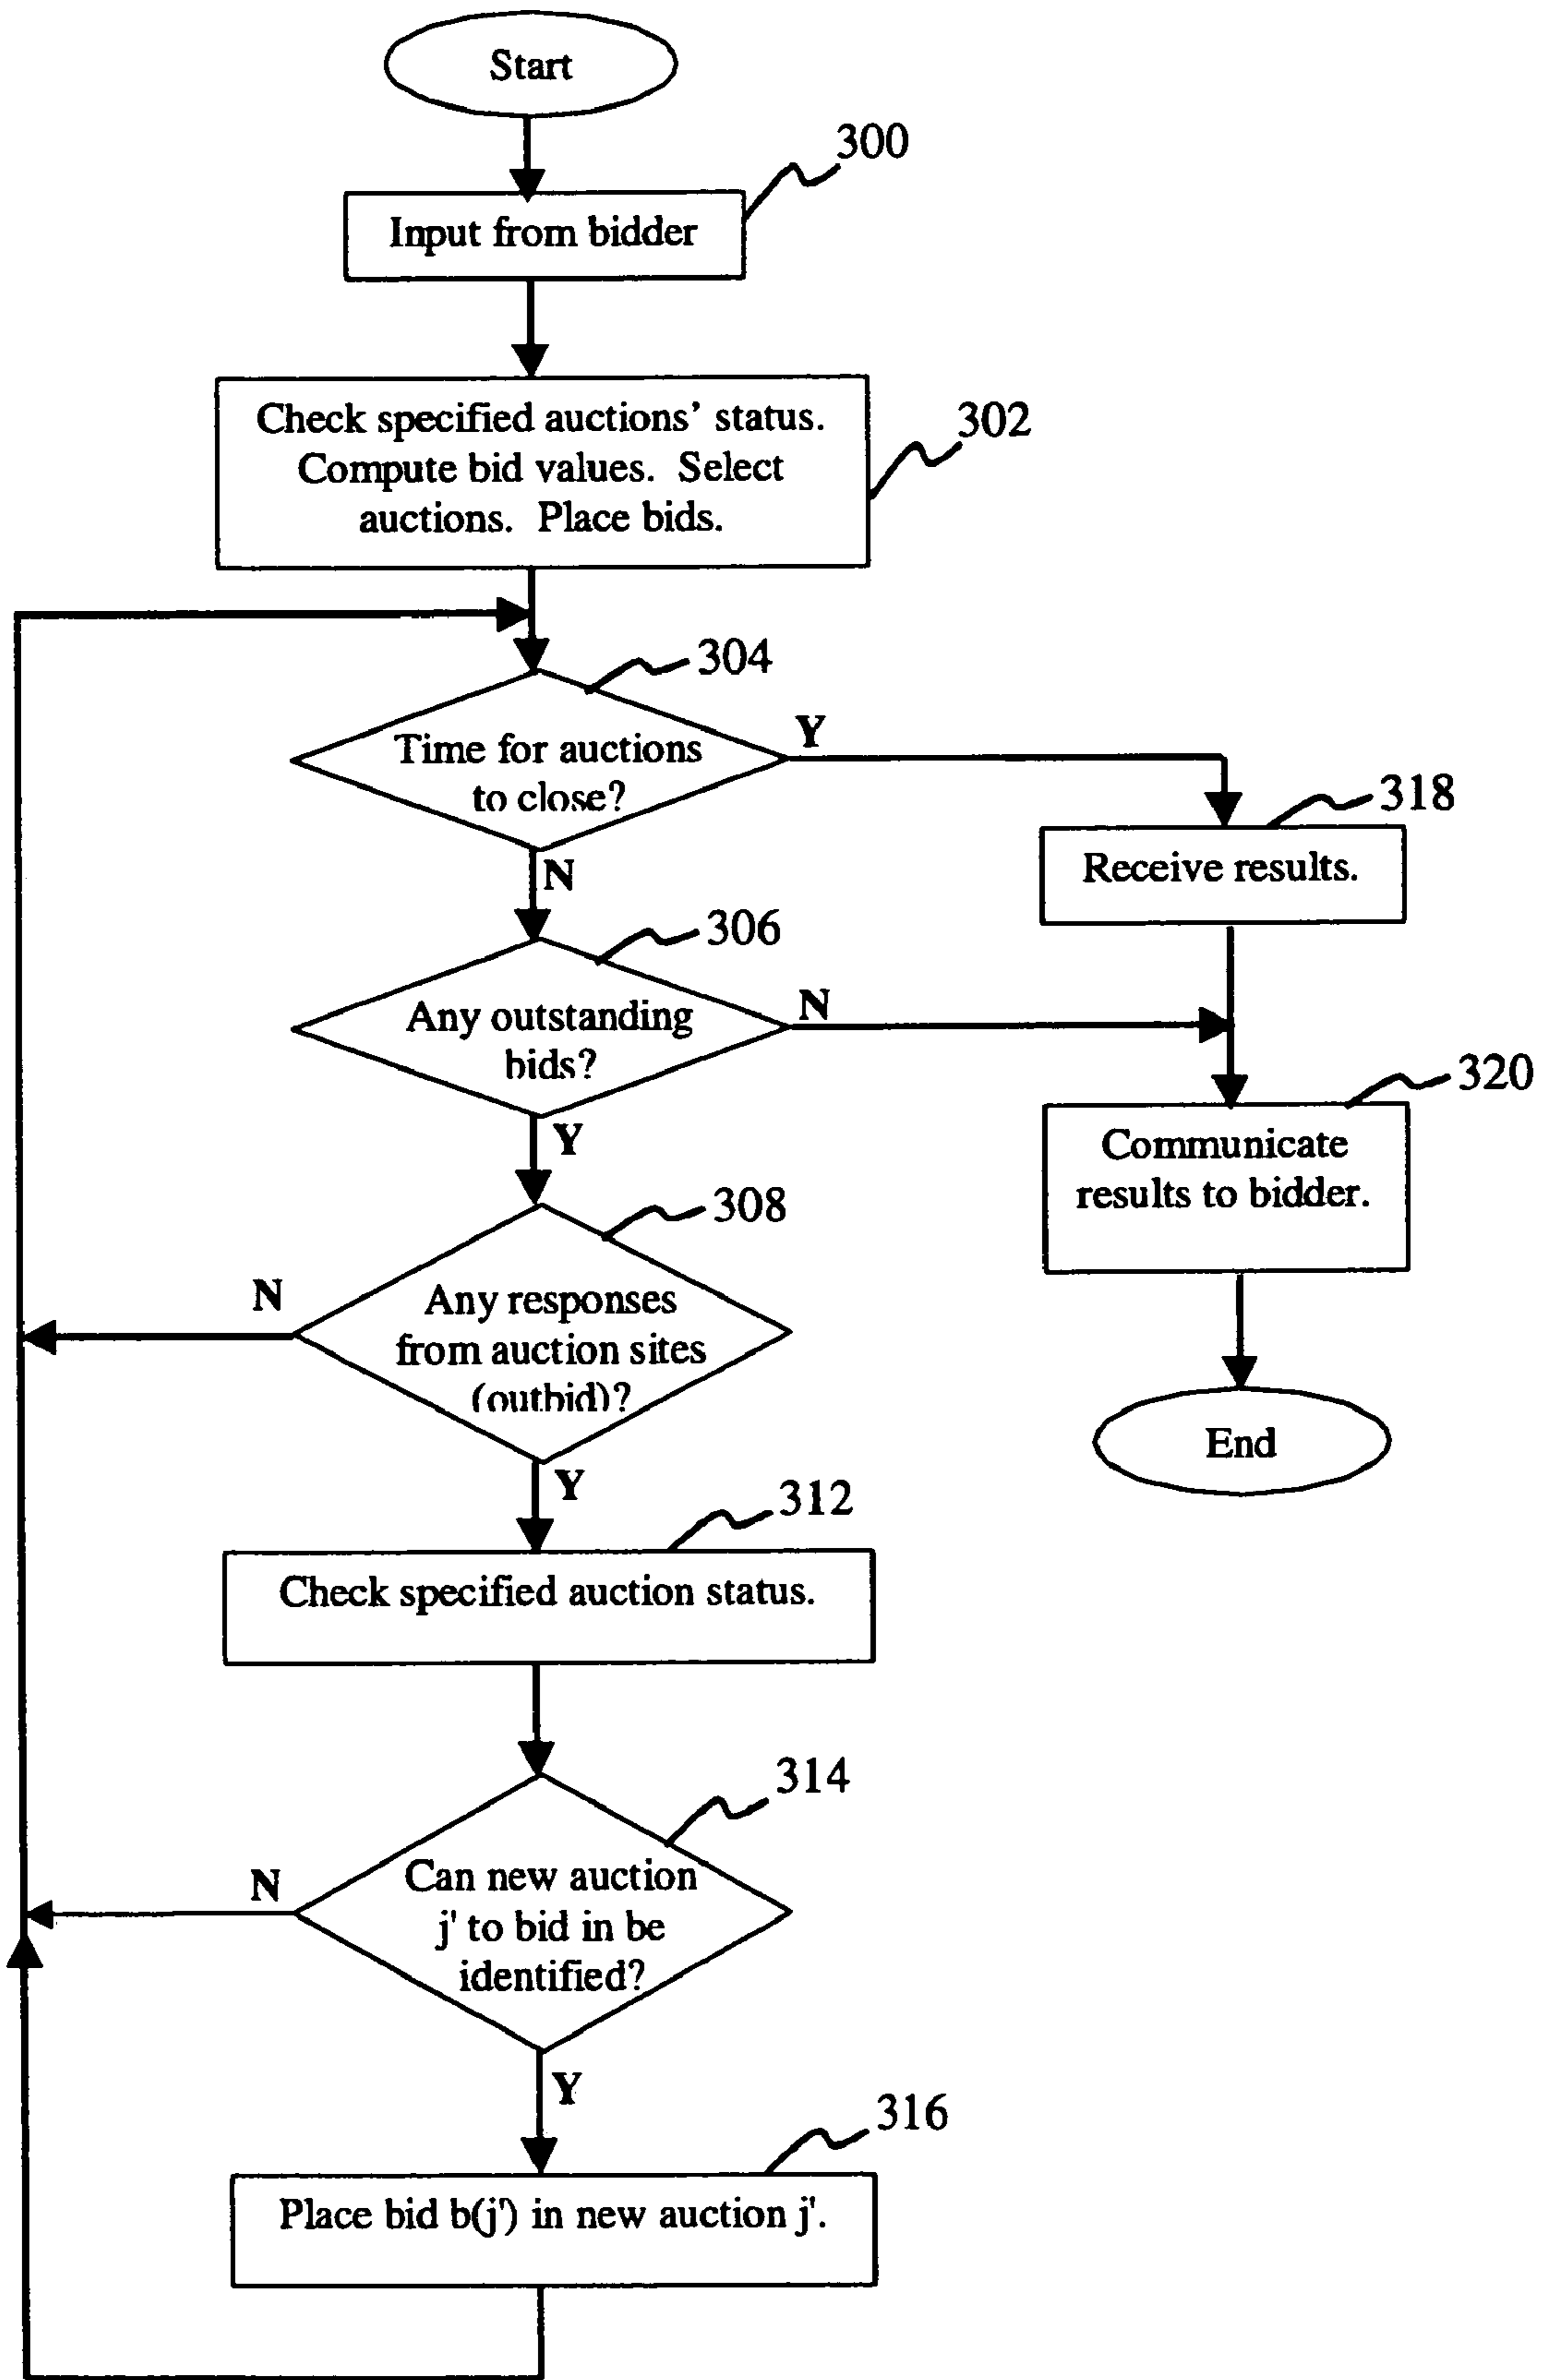 Start
300
Input from bidder
302
Check specified auctions’ status.
Compute bid values. Select
auctions. Place bids.
304
Time for auctions
to close?
Y
N
318
Receive results.
306
Any outstanding
bids?
N
Y
320
Communicate
results to bidder.
308
Any responses
from auction sites
(outbid)?
N
Y
End
312
Check specified auction status.
314
Can new auction
j' to bid in be
identified?
N
Y
316
Place bid b(j') in new auction j'.